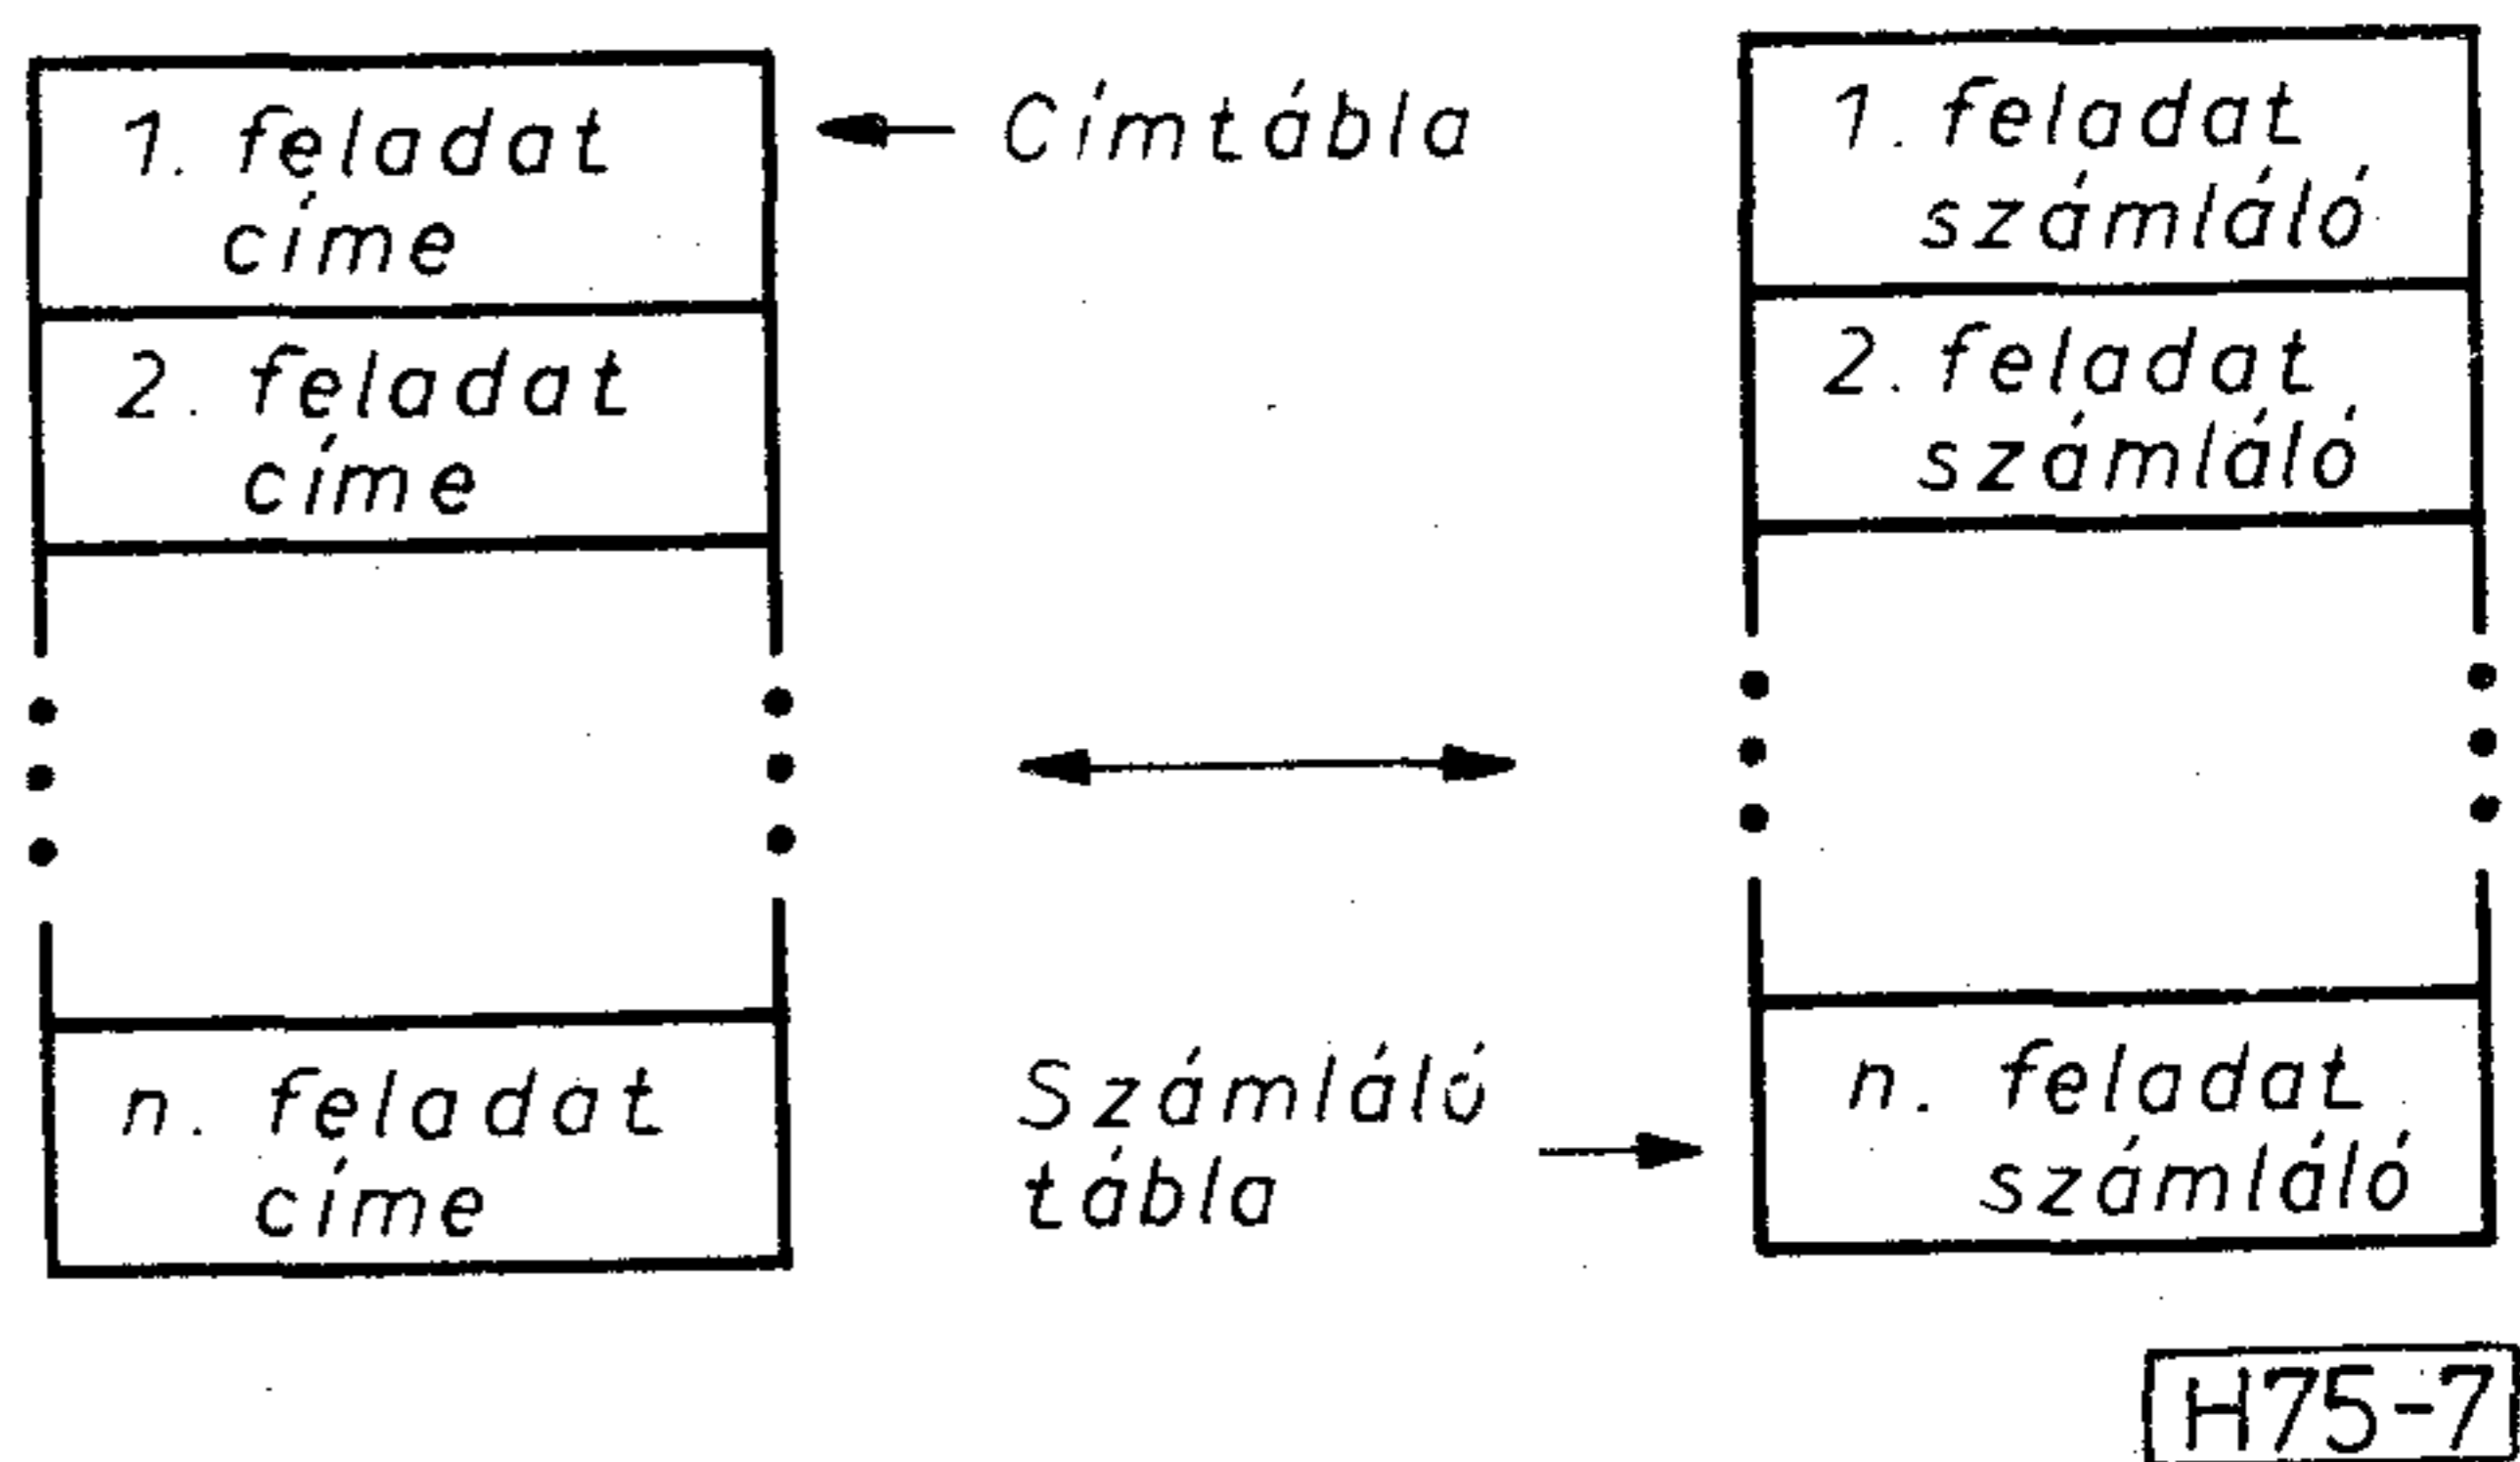 1. feladat
címe
2. feladat
címe
n. feladat
címe
Címtábla
Számláló
tábla
1. feladat
számláló
2. feladat
számláló
n. feladat
számláló
H75-7